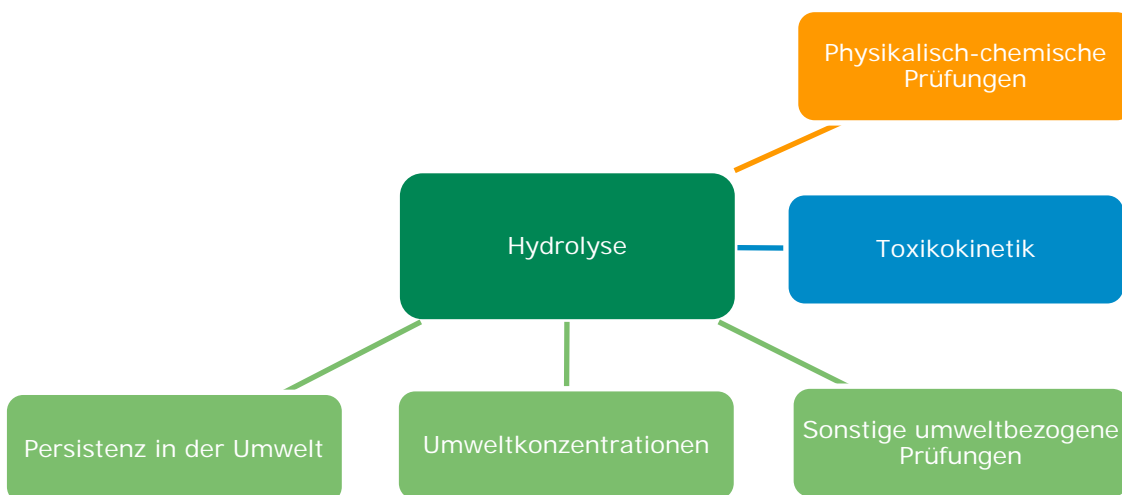 Physikalisch-chemische
Prüfungen
Hydrolyse
Toxikokinetik
Persistenz in der Umwelt
Umweltkonzentrationen
Sonstige umweltbezogene
Prüfungen